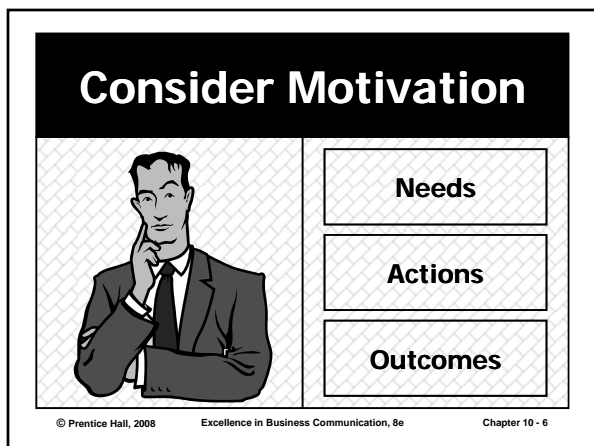 Consider Motivation
Needs
Actions
Outcomes
© Prentice Hall, 2008 Excellence in Business Communication, 8e Chapter 10 - 6